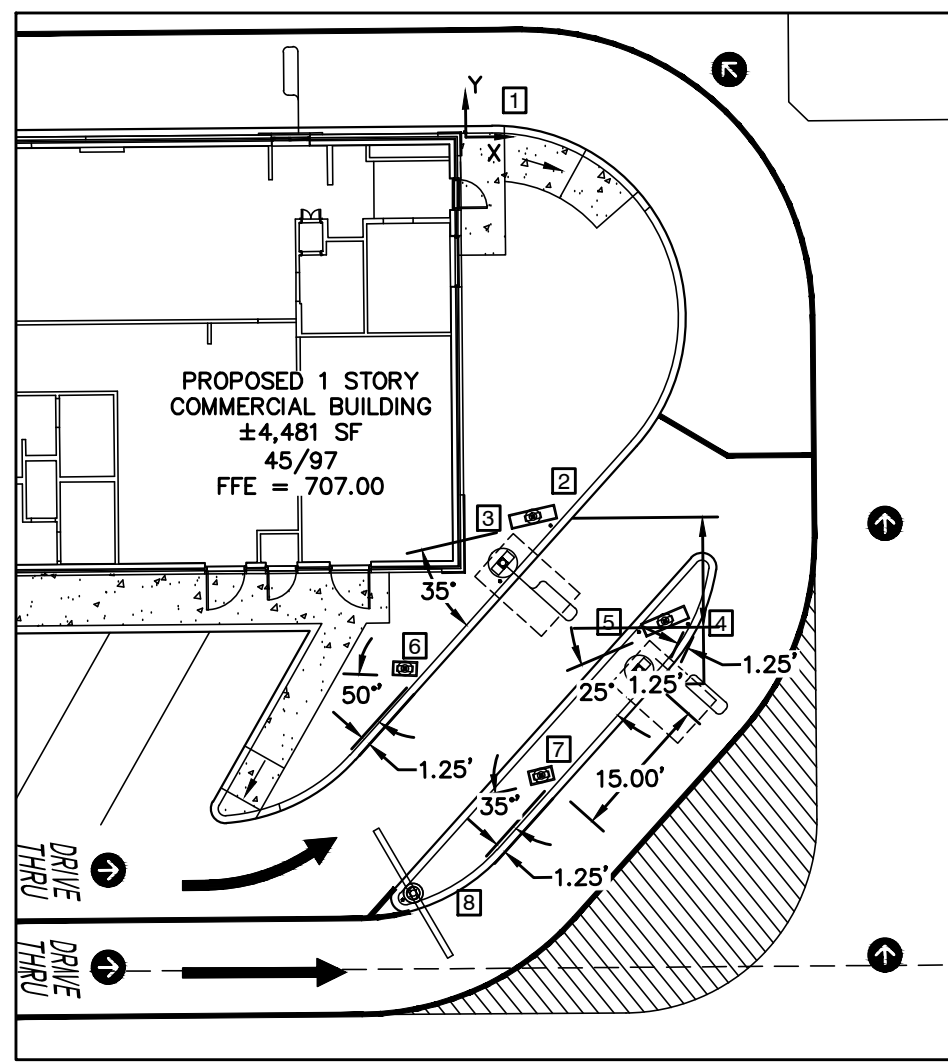 Y
1
X
PROPOSED 1 STORY
COMMERCIAL BUILDING
±4,481 SF
45/97
FFE = 707.00
2
3
35°
5
4
1.25'
6
50°'
25°
1.25'
1.25'
7
15.00'
35°'
1.25'
8
DRIVE
THRU
DRIVE
THRU